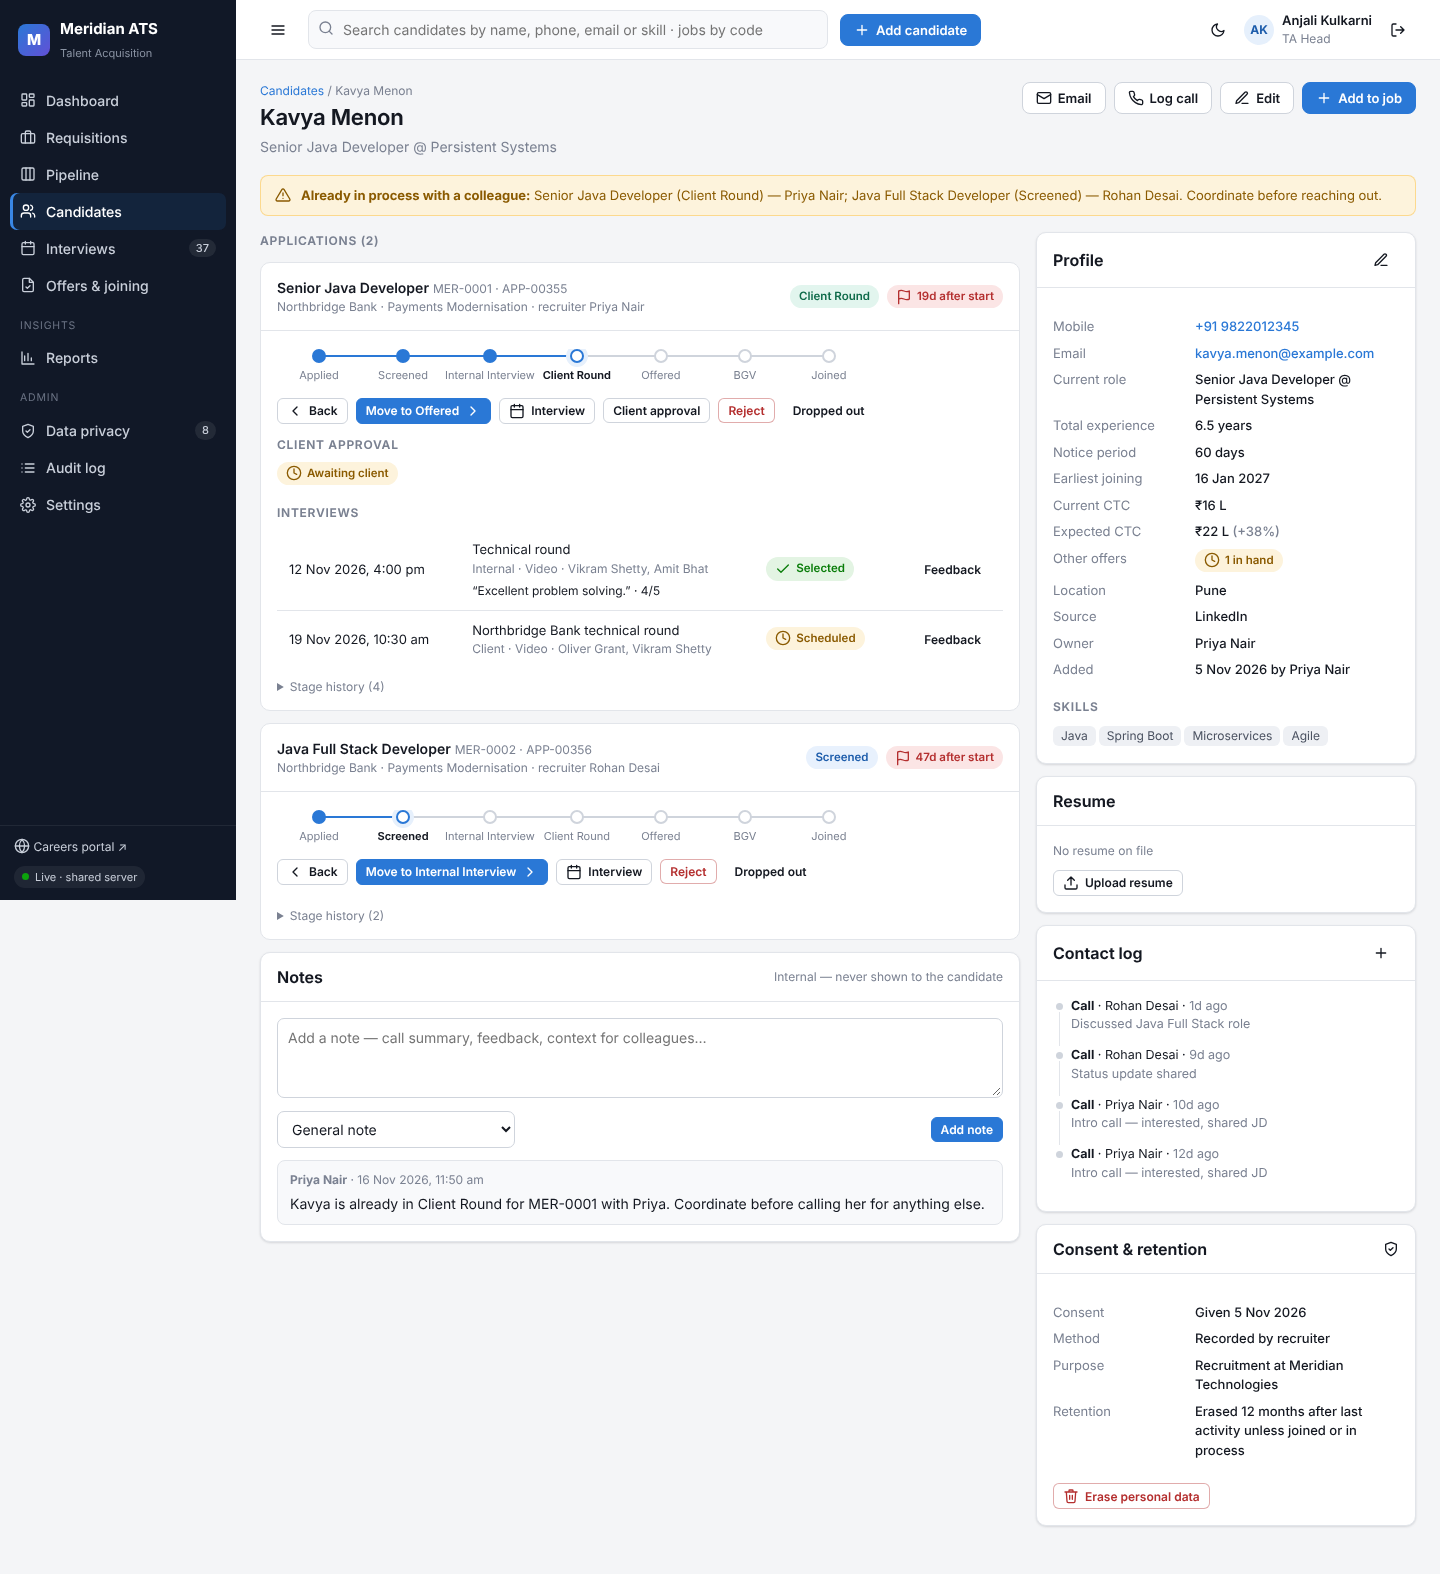 M
Meridian ATS
Talent Acquisition
Dashboard
Requisitions
Pipeline
Candidates
Interviews 37
Offers & joining
INSIGHTS
Reports
ADMIN
Data privacy 8
Audit log
Settings
Careers portal ↗
Live · shared server
Search candidates by name, phone, email or skill · jobs by code
Add candidate
AK
Anjali Kulkarni
TA Head
Candidates / Kavya Menon
Kavya Menon
Senior Java Developer @ Persistent Systems
Email
Log call
Edit
Add to job
Already in process with a colleague: Senior Java Developer (Client Round) — Priya Nair; Java Full Stack Developer (Screened) — Rohan Desai. Coordinate before reaching out.
APPLICATIONS (2)
Senior Java Developer MER-0001 · APP-00355
Northbridge Bank · Payments Modernisation · recruiter Priya Nair
Client Round
19d after start
Applied Screened Internal Interview Client Round Offered BGV Joined
Back Move to Offered Interview Client approval Reject Dropped out
CLIENT APPROVAL
Awaiting client
INTERVIEWS
12 Nov 2026, 4:00 pm
Technical round
Internal · Video · Vikram Shetty, Amit Bhat
“Excellent problem solving.” · 4/5
Selected
Feedback
19 Nov 2026, 10:30 am
Northbridge Bank technical round
Client · Video · Oliver Grant, Vikram Shetty
Scheduled
Feedback
Stage history (4)
Java Full Stack Developer MER-0002 · APP-00356
Northbridge Bank · Payments Modernisation · recruiter Rohan Desai
Screened
47d after start
Applied Screened Internal Interview Client Round Offered BGV Joined
Back Move to Internal Interview Interview Reject Dropped out
Stage history (2)
Notes
Internal — never shown to the candidate
Add a note — call summary, feedback, context for colleagues...
General note
Add note
Priya Nair · 16 Nov 2026, 11:50 am
Kavya is already in Client Round for MER-0001 with Priya. Coordinate before calling her for anything else.
Profile
Mobile +91 9822012345
Email kavya.menon@example.com
Current role Senior Java Developer @
Persistent Systems
Total experience 6.5 years
Notice period 60 days
Earliest joining 16 Jan 2027
Current CTC ₹16 L
Expected CTC ₹22 L (+38%)
Other offers 1 in hand
Location Pune
Source LinkedIn
Owner Priya Nair
Added 5 Nov 2026 by Priya Nair
SKILLS
Java Spring Boot Microservices Agile
Resume
No resume on file
Upload resume
Contact log
Call · Rohan Desai · 1d ago
Discussed Java Full Stack role
Call · Rohan Desai · 9d ago
Status update shared
Call · Priya Nair · 10d ago
Intro call — interested, shared JD
Call · Priya Nair · 12d ago
Intro call — interested, shared JD
Consent & retention
Consent Given 5 Nov 2026
Method Recorded by recruiter
Purpose Recruitment at Meridian
Technologies
Retention Erased 12 months after last
activity unless joined or in
process
Erase personal data